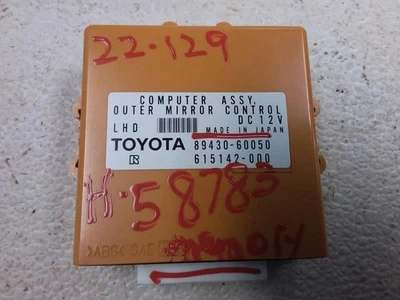 22-129
COMPUTER ASSY,
OUTER MIRROR CONTROL
LHD DC 12V
MADE IN JAPAN
TOYOTA 89430-60050
615142-000
H-58783
memory